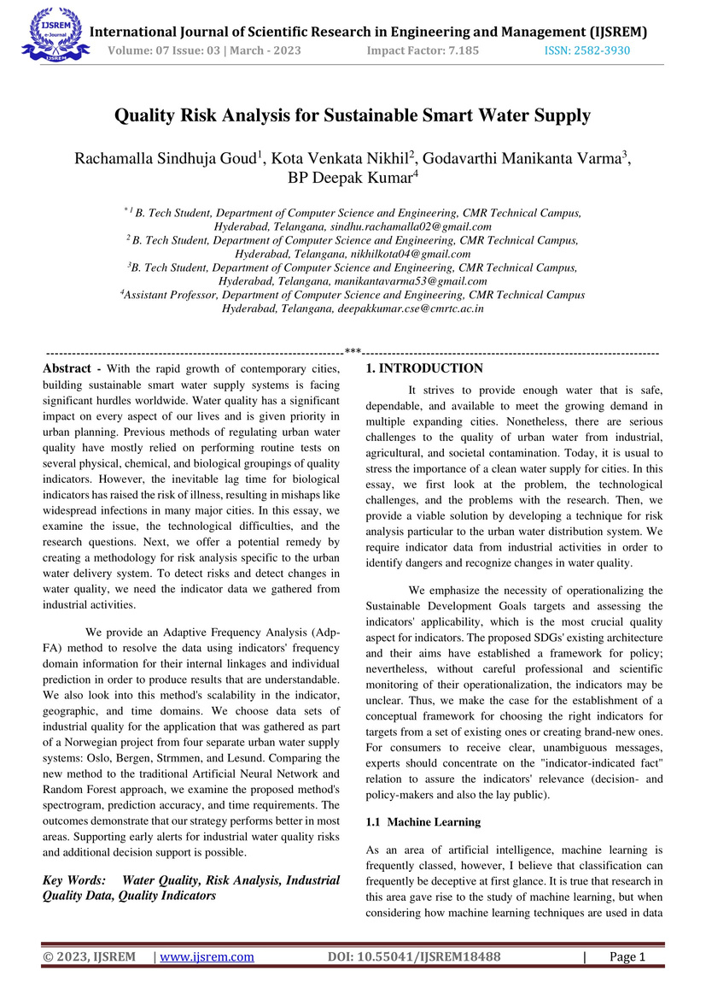 IJSREM
e-Journal
IJSREM
International Journal of Scientific Research in Engineering and Management (IJSREM)
Volume: 07 Issue: 03 | March - 2023 Impact Factor: 7.185 ISSN: 2582-3930
Quality Risk Analysis for Sustainable Smart Water Supply
Rachamalla Sindhuja Goud1, Kota Venkata Nikhil2, Godavarthi Manikanta Varma3,
BP Deepak Kumar4
* 1 B. Tech Student, Department of Computer Science and Engineering, CMR Technical Campus,
Hyderabad, Telangana, sindhu.rachamalla02@gmail.com
2 B. Tech Student, Department of Computer Science and Engineering, CMR Technical Campus,
Hyderabad, Telangana, nikhilkota04@gmail.com
3B. Tech Student, Department of Computer Science and Engineering, CMR Technical Campus,
Hyderabad, Telangana, manikantavarma53@gmail.com
4Assistant Professor, Department of Computer Science and Engineering, CMR Technical Campus
Hyderabad, Telangana, deepakkumar.cse@cmrtc.ac.in
---------------------------------------------------------------------***---------------------------------------------------------------------
Abstract - With the rapid growth of contemporary cities,
building sustainable smart water supply systems is facing
significant hurdles worldwide. Water quality has a significant
impact on every aspect of our lives and is given priority in
urban planning. Previous methods of regulating urban water
quality have mostly relied on performing routine tests on
several physical, chemical, and biological groupings of quality
indicators. However, the inevitable lag time for biological
indicators has raised the risk of illness, resulting in mishaps like
widespread infections in many major cities. In this essay, we
examine the issue, the technological difficulties, and the
research questions. Next, we offer a potential remedy by
creating a methodology for risk analysis specific to the urban
water delivery system. To detect risks and detect changes in
water quality, we need the indicator data we gathered from
industrial activities.
We provide an Adaptive Frequency Analysis (Adp-
FA) method to resolve the data using indicators' frequency
domain information for their internal linkages and individual
prediction in order to produce results that are understandable.
We also look into this method's scalability in the indicator,
geographic, and time domains. We choose data sets of
industrial quality for the application that was gathered as part
of a Norwegian project from four separate urban water supply
systems: Oslo, Bergen, Strmmen, and Lesund. Comparing the
new method to the traditional Artificial Neural Network and
Random Forest approach, we examine the proposed method's
spectrogram, prediction accuracy, and time requirements. The
outcomes demonstrate that our strategy performs better in most
areas. Supporting early alerts for industrial water quality risks
and additional decision support is possible.
Key Words: Water Quality, Risk Analysis, Industrial
Quality Data, Quality Indicators
1. INTRODUCTION
It strives to provide enough water that is safe,
dependable, and available to meet the growing demand in
multiple expanding cities. Nonetheless, there are serious
challenges to the quality of urban water from industrial,
agricultural, and societal contamination. Today, it is usual to
stress the importance of a clean water supply for cities. In this
essay, we first look at the problem, the technological
challenges, and the problems with the research. Then, we
provide a viable solution by developing a technique for risk
analysis particular to the urban water distribution system. We
require indicator data from industrial activities in order to
identify dangers and recognize changes in water quality.
We emphasize the necessity of operationalizing the
Sustainable Development Goals targets and assessing the
indicators' applicability, which is the most crucial quality
aspect for indicators. The proposed SDGs' existing architecture
and their aims have established a framework for policy;
nevertheless, without careful professional and scientific
monitoring of their operationalization, the indicators may be
unclear. Thus, we make the case for the establishment of a
conceptual framework for choosing the right indicators for
targets from a set of existing ones or creating brand-new ones.
For consumers to receive clear, unambiguous messages,
experts should concentrate on the "indicator-indicated fact"
relation to assure the indicators' relevance (decision- and
policy-makers and also the lay public).
1.1 Machine Learning
As an area of artificial intelligence, machine learning is
frequently classed, however, I believe that classification can
frequently be deceptive at first glance. It is true that research in
this area gave rise to the study of machine learning, but when
considering how machine learning techniques are used in data
© 2023, IJSREM | www.ijsrem.com DOI: 10.55041/IJSREM18488 | Page 1